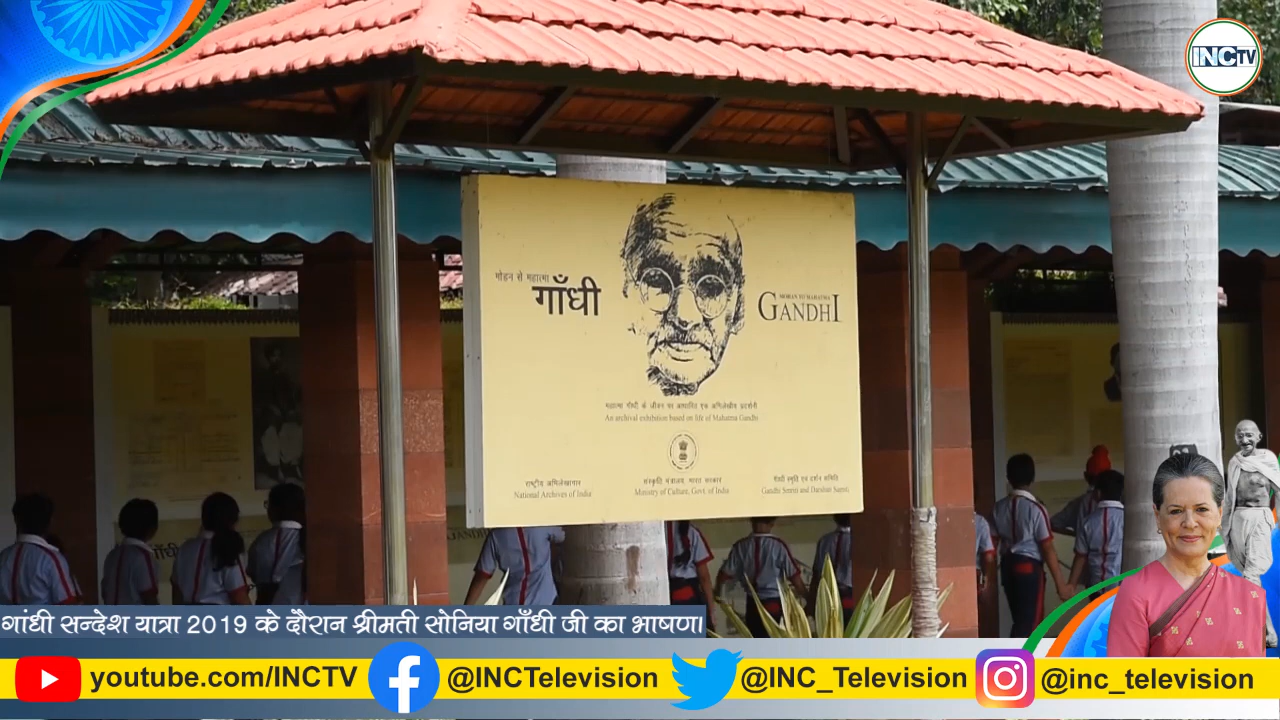 INCTV
मोहन से महात्मा
गाँधी
MOHAN TO MAHATMA
GANDHI
महात्मा गाँधी के जीवन पर आधारित एक अभिलेखीय प्रदर्शनी
An archival exhibition based on life of Mahatma Gandhi
राष्ट्रीय अभिलेखागार
National Archives of India
संस्कृति मंत्रालय, भारत सरकार
Ministry of Culture, Govt. of India
गाँधी स्मृति एवं दर्शन समिति
Gandhi Smriti and Darshan Samiti
गांधी सन्देश यात्रा 2019 के दौरान श्रीमती सोनिया गाँधी जी का भाषण।
youtube.com/INCTV
@INCTelevision
@INC_Television
@inc_television